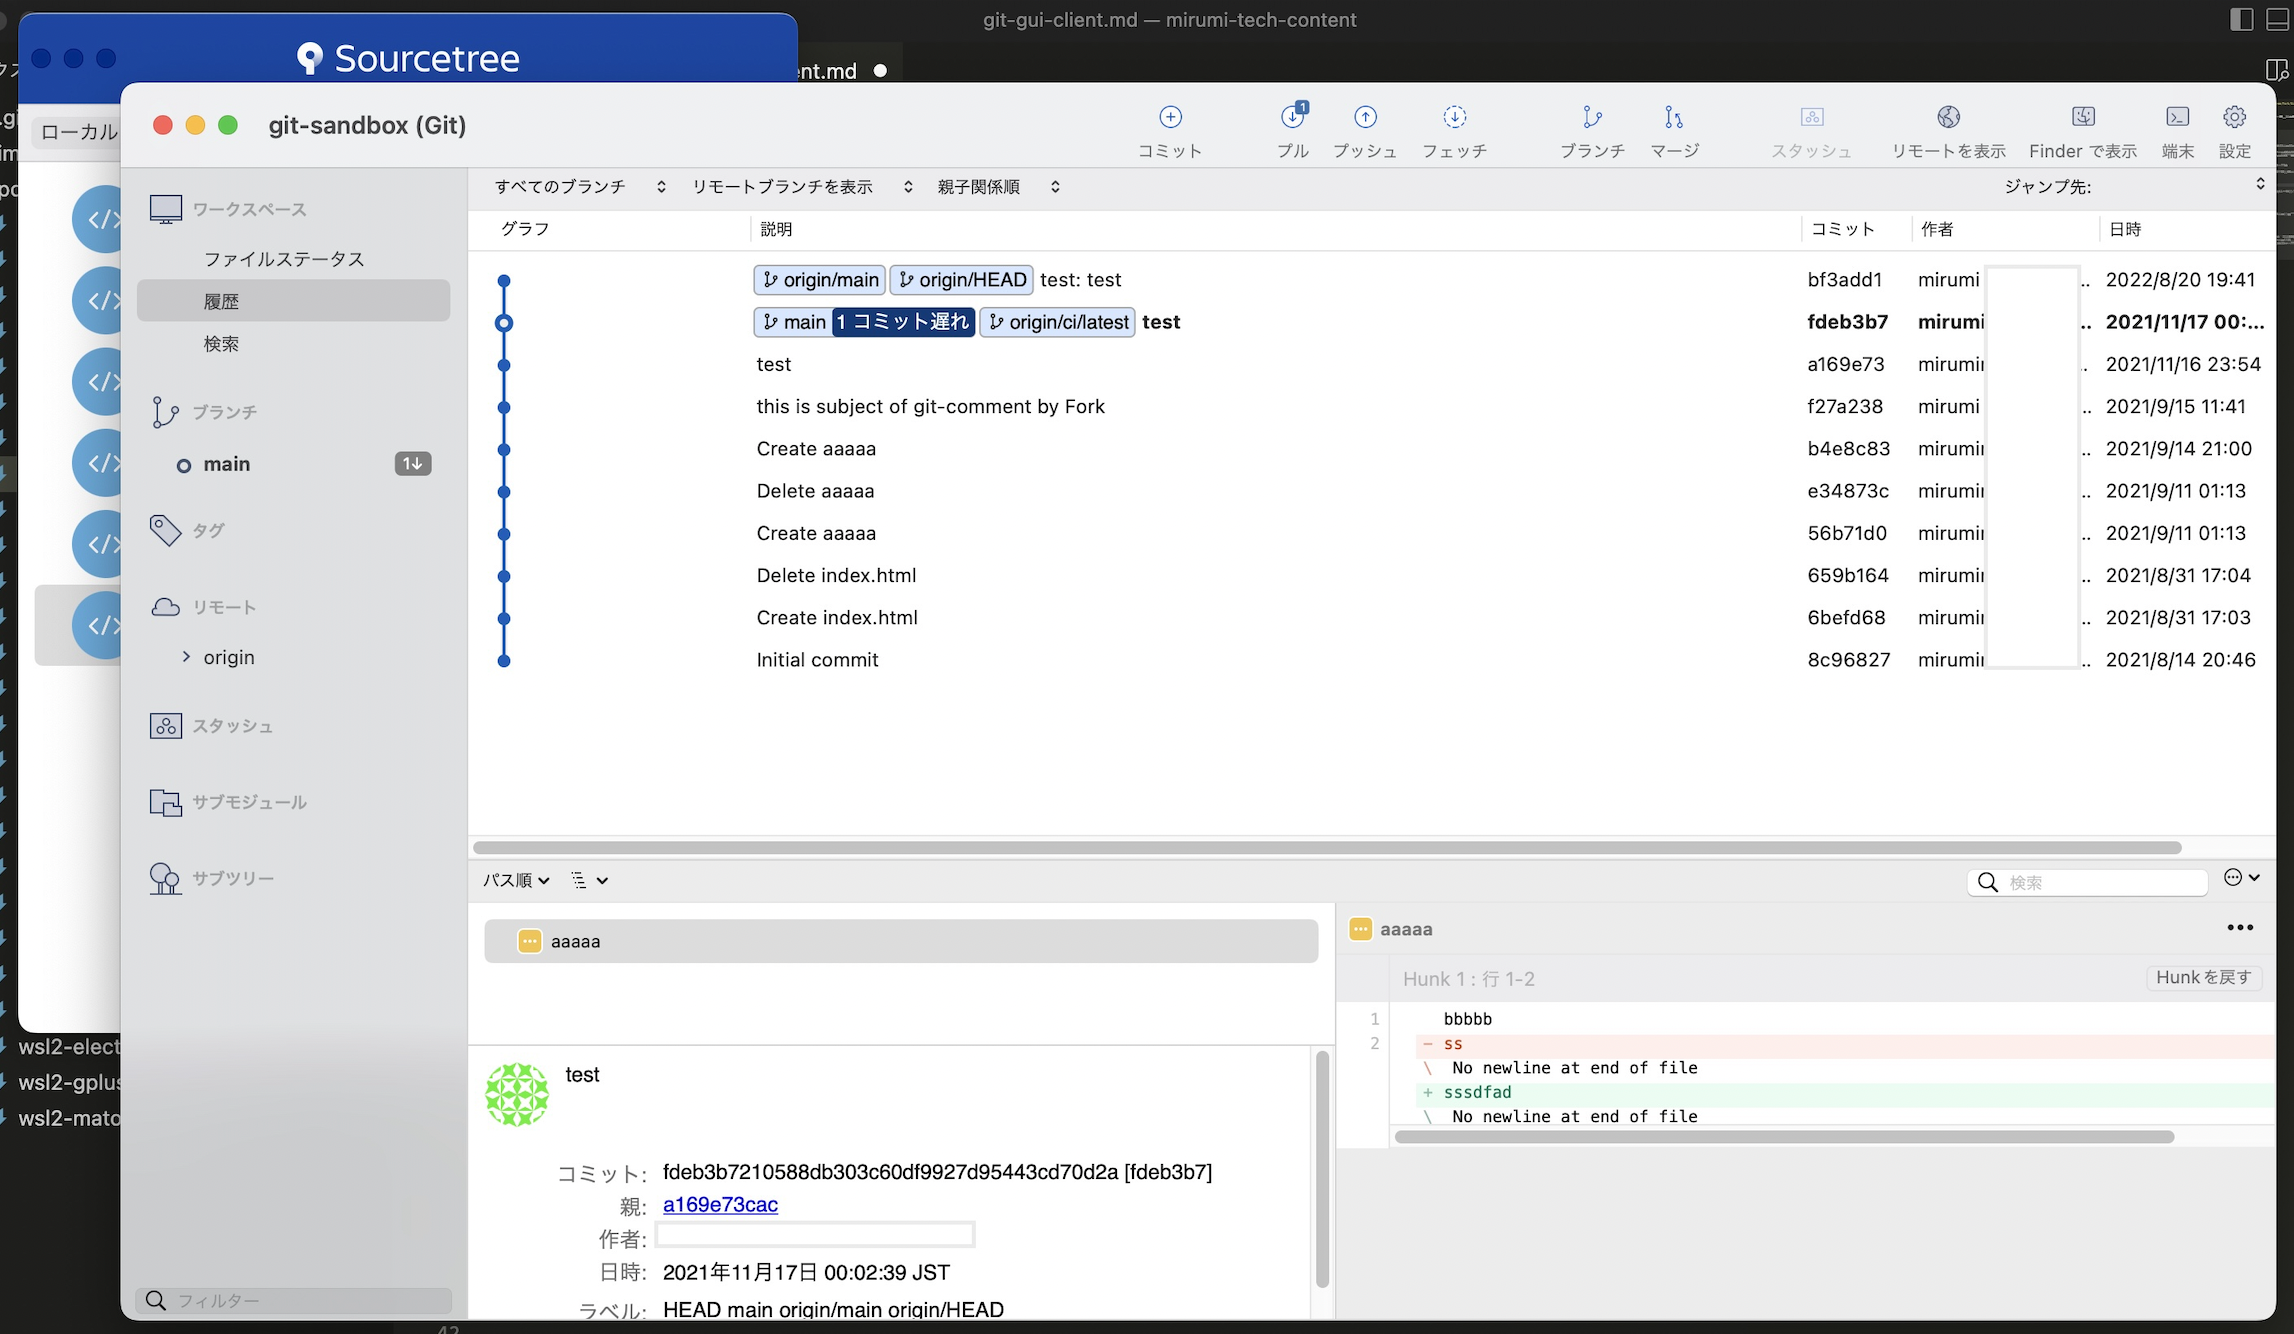 git-gui-client.md — mirumi-tech-content
Sourcetree
ent.md
ローカル
git-sandbox (Git)
コミット
1
プル
プッシュ
フェッチ
ブランチ
マージ
スタッシュ
リモートを表示
Finder で表示
端末
設定
ワークスペース
ファイルステータス
履歴
検索
ブランチ
main
1↓
タグ
リモート
origin
スタッシュ
サブモジュール
サブツリー
フィルター
すべてのブランチ リモートブランチを表示 親子関係順 ジャンプ先:
グラフ 説明 コミット 作者 日時
origin/main origin/HEAD test: test bf3add1 mirumi .. 2022/8/20 19:41
main 1 コミット遅れ origin/ci/latest test fdeb3b7 mirumi .. 2021/11/17 00:...
test a169e73 mirumi . 2021/11/16 23:54
this is subject of git-comment by Fork f27a238 mirumi .. 2021/9/15 11:41
Create aaaaa b4e8c83 mirumi .. 2021/9/14 21:00
Delete aaaaa e34873c mirumi .. 2021/9/11 01:13
Create aaaaa 56b71d0 mirumi .. 2021/9/11 01:13
Delete index.html 659b164 mirumi .. 2021/8/31 17:04
Create index.html 6befd68 mirumi .. 2021/8/31 17:03
Initial commit 8c96827 mirumi .. 2021/8/14 20:46
パス順
検索
aaaaa
test
コミット: fdeb3b7210588db303c60df9927d95443cd70d2a [fdeb3b7]
親: a169e73cac
作者:
日時: 2021年11月17日 00:02:39 JST
ラベル: HEAD main origin/main origin/HEAD
aaaaa
Hunk 1 : 行 1-2
Hunk を戻す
1 bbbbb
2 - ss
\ No newline at end of file
+ sssdfad
\ No newline at end of file
wsl2-elect
wsl2-gplus
wsl2-mato